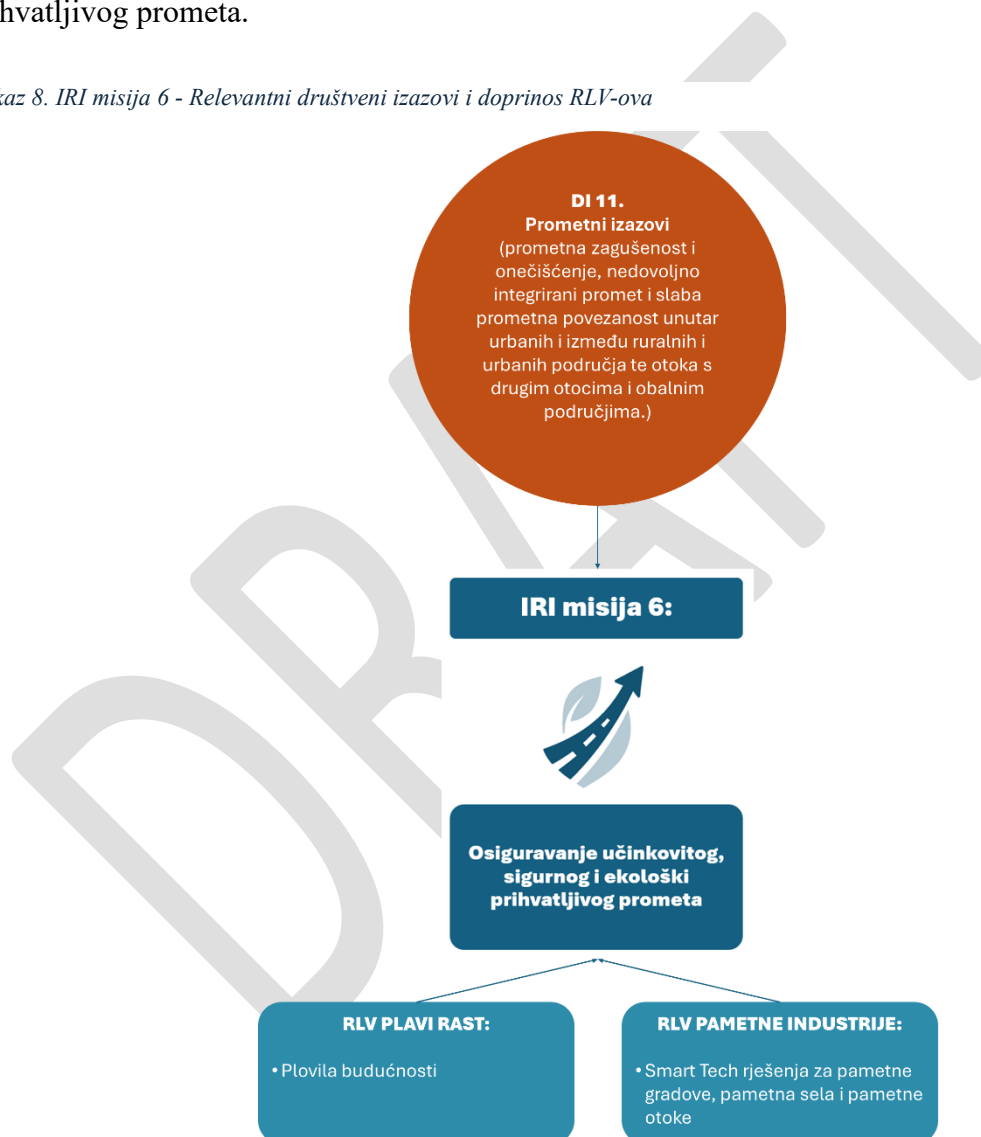 hvatljivog prometa.
kaz 8. IRI misija 6 - Relevantni društveni izazovi i doprinos RLV-ova
DI 11.
Prometni izazovi
(prometna zagušenost i
onečišćenje, nedovoljno
integrirani promet i slaba
prometna povezanost unutar
urbanih i između ruralnih i
urbanih područja te otoka s
drugim otocima i obalnim
područjima.)
IRI misija 6:
Osiguravanje učinkovitog,
sigurnog i ekološki
prihvatljivog prometa
RLV PLAVI RAST:
• Plovila budućnosti
RLV PAMETNE INDUSTRIJE:
• Smart Tech rješenja za pametne
gradove, pametna sela i pametne
otoke
DRAFT